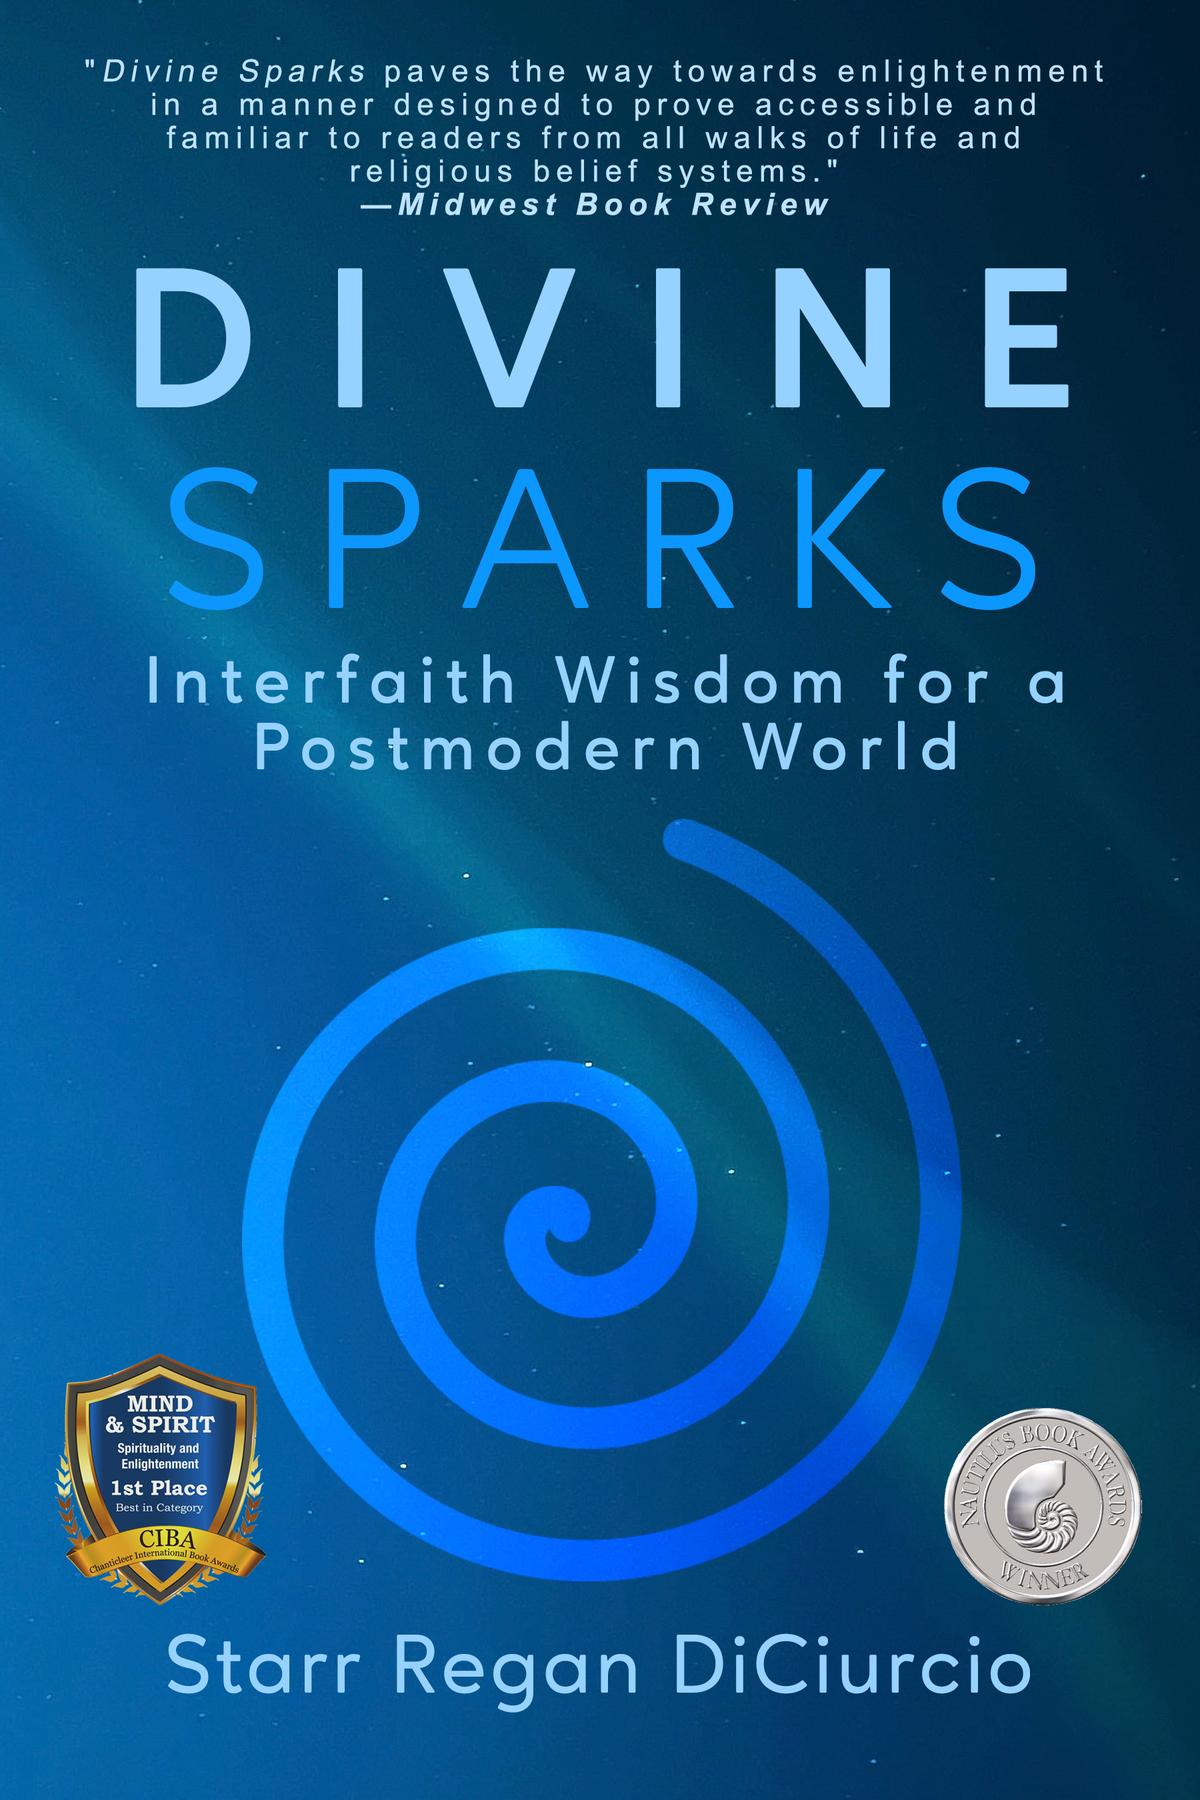 "Divine Sparks paves the way towards enlightenment
in a manner designed to prove accessible and
familiar to readers from all walks of life and
religious belief systems."
—Midwest Book Review
DIVINE
SPARKS
Interfaith Wisdom for a
Postmodern World
MIND
& SPIRIT
Spirituality and
Enlightenment
1st Place
Best in Category
CIBA
Chanticleer International Book Awards
NAUTILUS BOOK AWARDS
WINNER
Starr Regan DiCiurcio